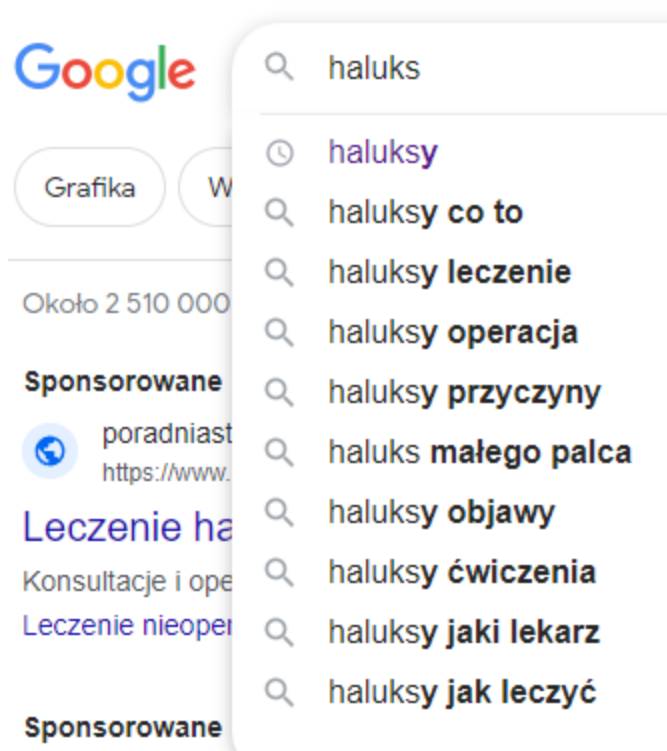 Google
haluks
haluksy
Grafika
haluksy co to
haluksy leczenie
Około 2 510 000
haluksy operacja
Sponsorowane
haluksy przyczyny
poradniast
haluks małego palca
https://www.
haluksy objawy
Leczenie ha
haluksy ćwiczenia
Konsultacje i ope
Leczenie nieoper
haluksy jaki lekarz
haluksy jak leczyć
Sponsorowane